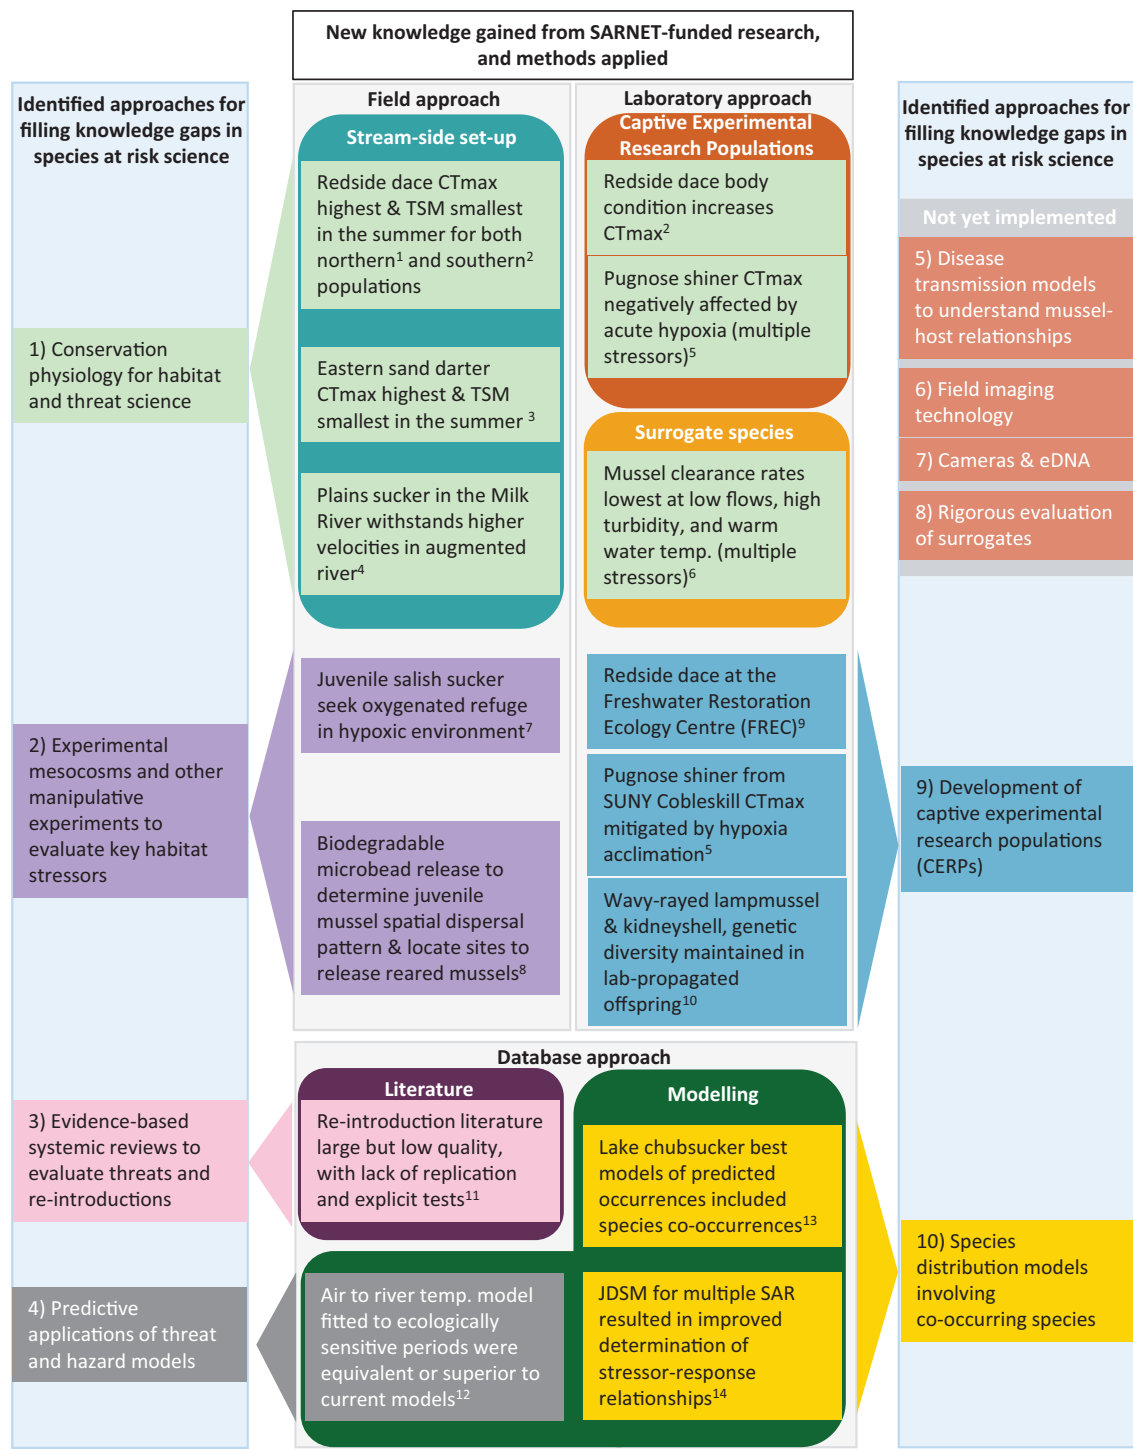 New knowledge gained from SARNET-funded research,
and methods applied
Identified approaches for
filling knowledge gaps in
species at risk science
1) Conservation
physiology for habitat
and threat science
2) Experimental
mesocosms and other
manipulative
experiments to
evaluate key habitat
stressors
3) Evidence-based
systemic reviews to
evaluate threats and
re-introductions
4) Predictive
applications of threat
and hazard models
Field approach
Stream-side set-up
Redside dace CTmax
highest & TSM smallest
in the summer for both
northern¹ and southern²
populations
Eastern sand darter
CTmax highest & TSM
smallest in the summer ³
Plains sucker in the Milk
River withstands higher
velocities in augmented
river⁴
Juvenile salish sucker
seek oxygenated refuge
in hypoxic environment⁷
Biodegradable
microbead release to
determine juvenile
mussel spatial dispersal
pattern & locate sites to
release reared mussels⁸
Laboratory approach
Captive Experimental
Research Populations
Redside dace body
condition increases
CTmax²
Pugnose shiner CTmax
negatively affected by
acute hypoxia (multiple
stressors)⁵
Surrogate species
Mussel clearance rates
lowest at low flows, high
turbidity, and warm
water temp. (multiple
stressors)⁶
Redside dace at the
Freshwater Restoration
Ecology Centre (FREC)⁹
Pugnose shiner from
SUNY Cobleskill CTmax
mitigated by hypoxia
acclimation⁵
Wavy-rayed lampmussel
& kidneyshell, genetic
diversity maintained in
lab-propagated
offspring¹⁰
Database approach
Literature
Re-introduction literature
large but low quality,
with lack of replication
and explicit tests¹¹
Air to river temp. model
fitted to ecologically
sensitive periods were
equivalent or superior to
current models¹²
Modelling
Lake chubsucker best
models of predicted
occurrences included
species co-occurrences¹³
JDSM for multiple SAR
resulted in improved
determination of
stressor-response
relationships¹⁴
Identified approaches for
filling knowledge gaps in
species at risk science
Not yet implemented
5) Disease
transmission models
to understand mussel-
host relationships
6) Field imaging
technology
7) Cameras & eDNA
8) Rigorous evaluation
of surrogates
9) Development of
captive experimental
research populations
(CERPs)
10) Species
distribution models
involving
co-occurring species